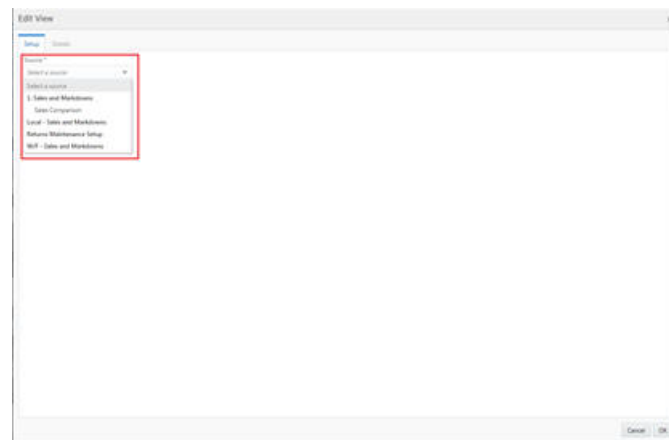 Edit View
Setup Details
Source *
Select a source
Select a source
1. Sales and Markdowns
Sales Comparison
Local - Sales and Markdowns
Returns Maintenance Setup
W/F - Sales and Markdowns
Cancel OK